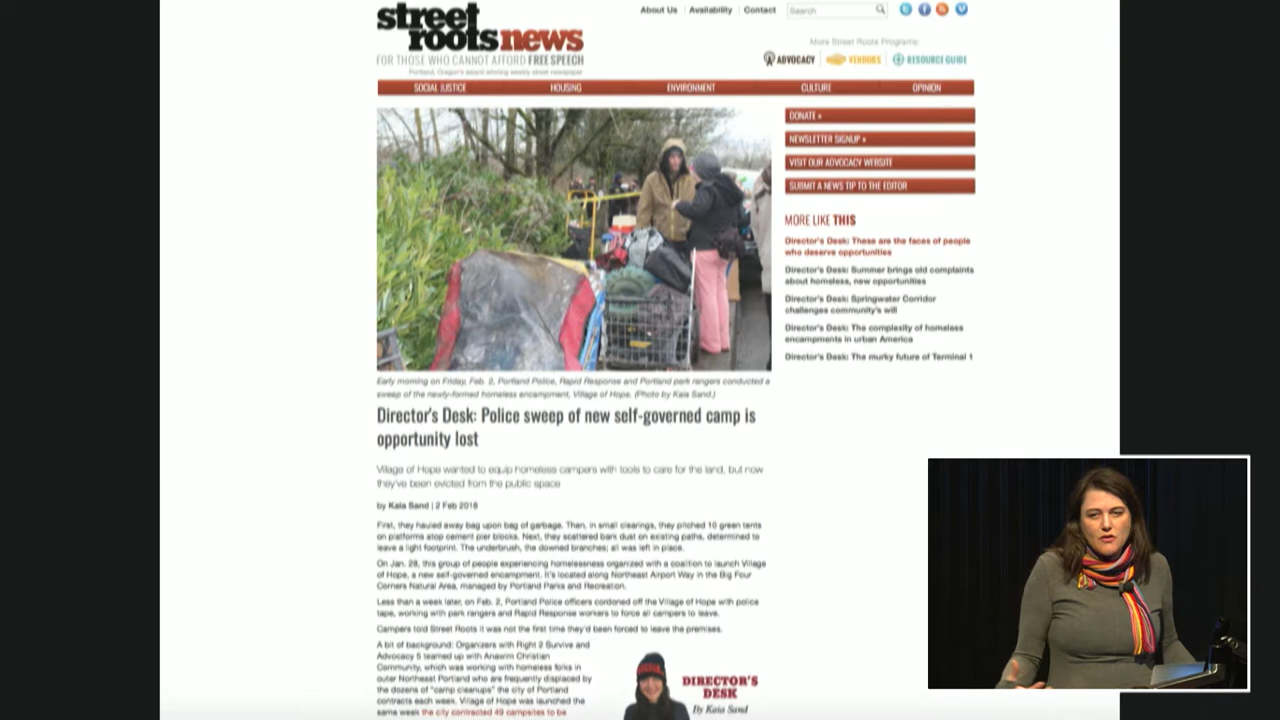 street
roots news
FOR THOSE WHO CANNOT AFFORD FREE SPEECH
Portland, Oregon's award-winning weekly street newspaper
About Us Availability Contact
Search
More Street Roots Programs:
ADVOCACY VENDORS RESOURCE GUIDE
SOCIAL JUSTICE HOUSING ENVIRONMENT CULTURE OPINION
DONATE »
NEWSLETTER SIGNUP »
VISIT OUR ADVOCACY WEBSITE
SUBMIT A NEWS TIP TO THE EDITOR
MORE LIKE THIS
Director's Desk: These are the faces of people
who deserve opportunities
Director's Desk: Summer brings old complaints
about homeless, new opportunities
Director's Desk: Springwater Corridor
challenges community's will
Director's Desk: The complexity of homeless
encampments in urban America
Director's Desk: The murky future of Terminal 1
Early morning on Friday, Feb. 2, Portland Police, Rapid Response and Portland park rangers conducted a
sweep of the newly-formed homeless encampment, Village of Hope. (Photo by Kaia Sand.)
Director's Desk: Police sweep of new self-governed camp is
opportunity lost
Village of Hope wanted to equip homeless campers with tools to care for the land, but now
they've been evicted from the public space
by Kaia Sand | 2 Feb 2018
First, they hauled away bag upon bag of garbage. Then, in small clearings, they pitched 10 green tents
on platforms atop cement pier blocks. Next, they scattered bark dust on existing paths, determined to
leave a light footprint. The underbrush, the downed branches; all was left in place.
On Jan. 28, this group of people experiencing homelessness organized with a coalition to launch Village
of Hope, a new self-governed encampment. It's located along Northeast Airport Way in the Big Four
Corners Natural Area, managed by Portland Parks and Recreation.
Less than a week later, on Feb. 2, Portland Police officers cordoned off the Village of Hope with police
tape, working with park rangers and Rapid Response workers to force all campers to leave.
Campers told Street Roots it was not the first time they'd been forced to leave the premises.
A bit of background: Organizers with Right 2 Survive and
Advocacy 5 teamed up with Anawim Christian
Community, which was working with homeless folks in
outer Northeast Portland who are frequently displaced by
the dozens of "camp cleanups" the city of Portland
contracts each week. Village of Hope was launched the
same week the city contracted 49 campsites to be
DIRECTOR'S
DESK
By Kaia Sand